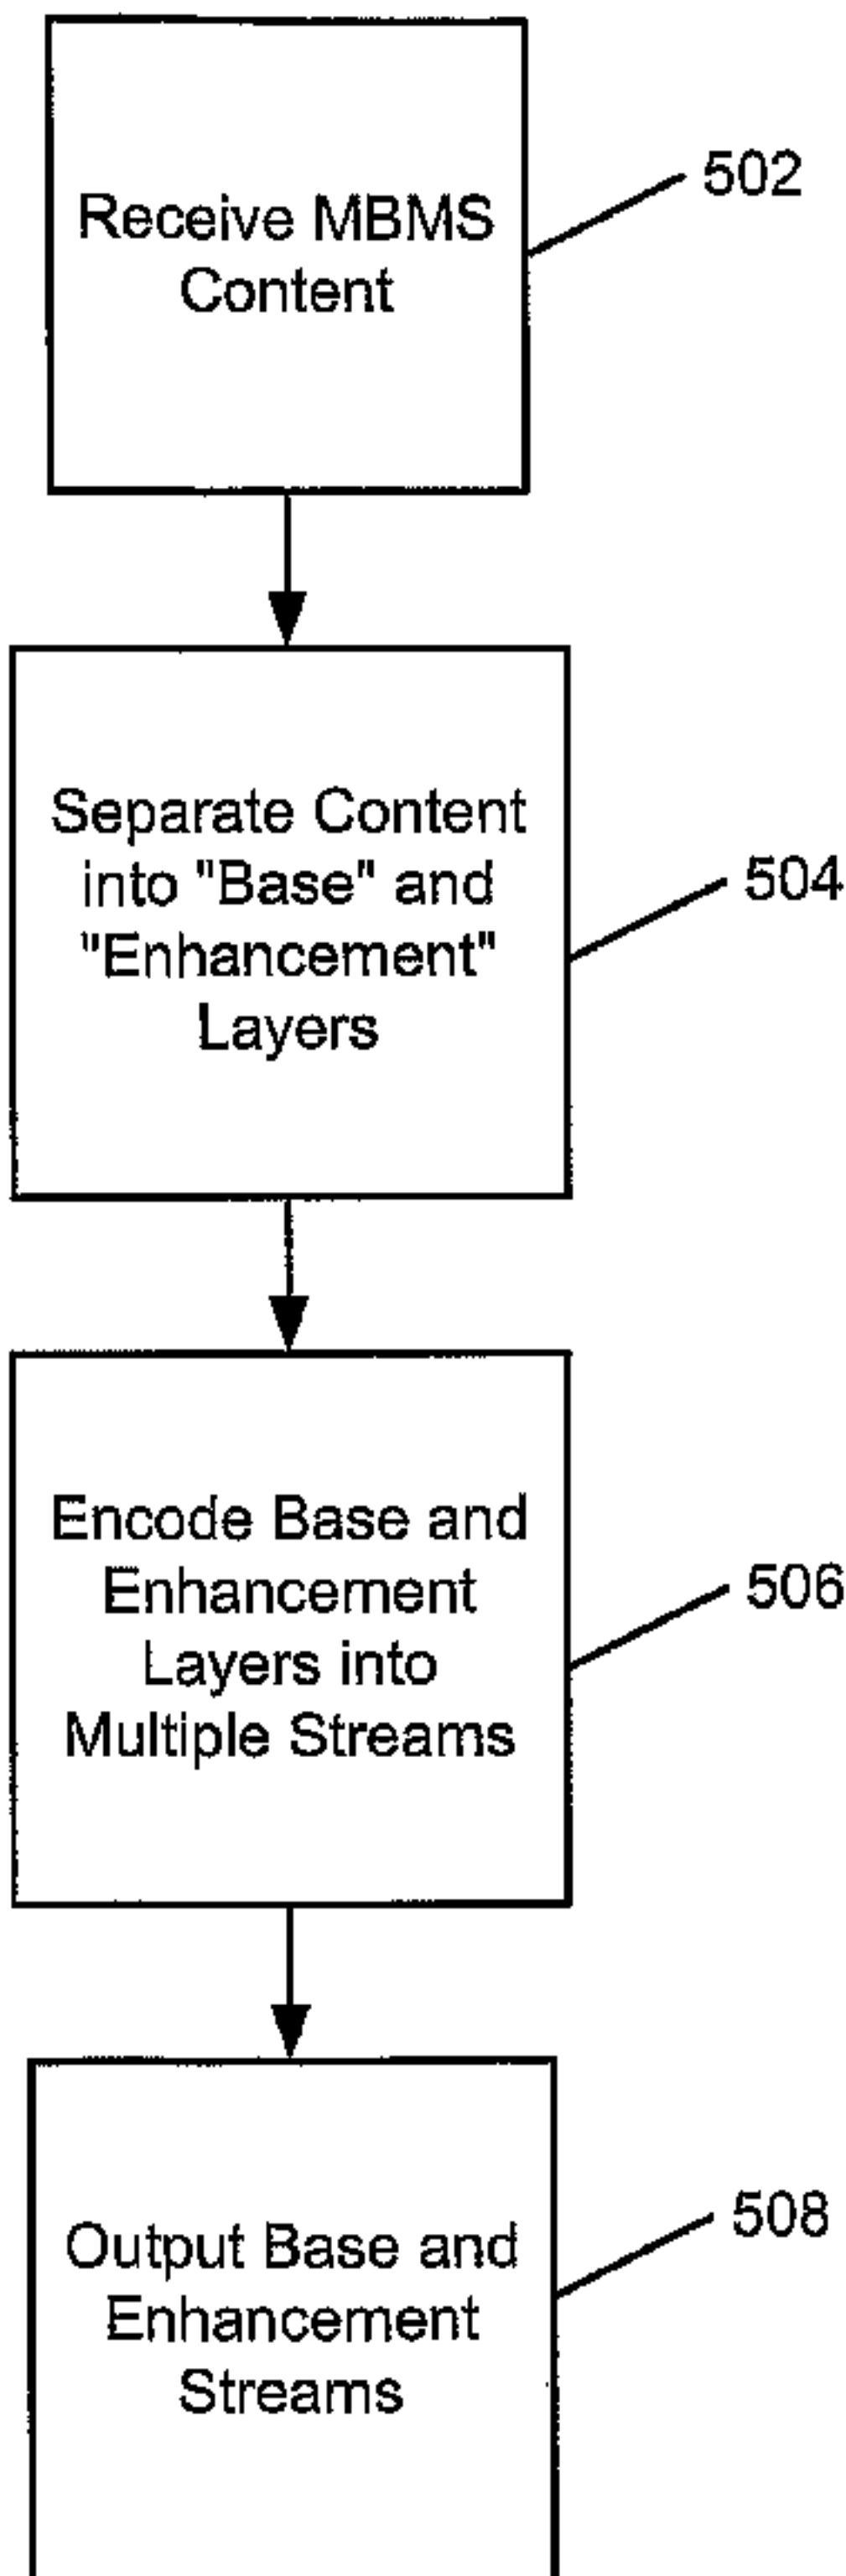 Receive MBMS
Content
502
Separate Content
into "Base" and
"Enhancement"
Layers
504
Encode Base and
Enhancement
Layers into
Multiple Streams
506
Output Base and
Enhancement
Streams
508